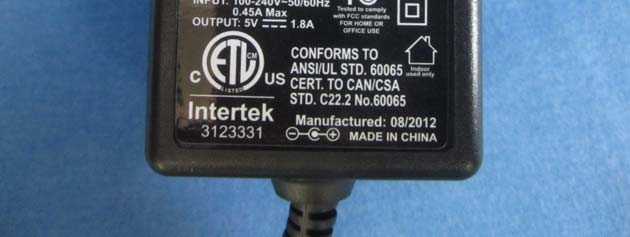 INPUT: 100-240V~50/60Hz
0.45A Max
OUTPUT: 5V 1.8A
Tested to comply
with FCC standards
FOR HOME OR
OFFICE USE
Indoor
used only
C ETL CM US
LISTED
Intertek
3123331
CONFORMS TO
ANSI/UL STD. 60065
CERT. TO CAN/CSA
STD. C22.2 No.60065
Manufactured: 08/2012
MADE IN CHINA